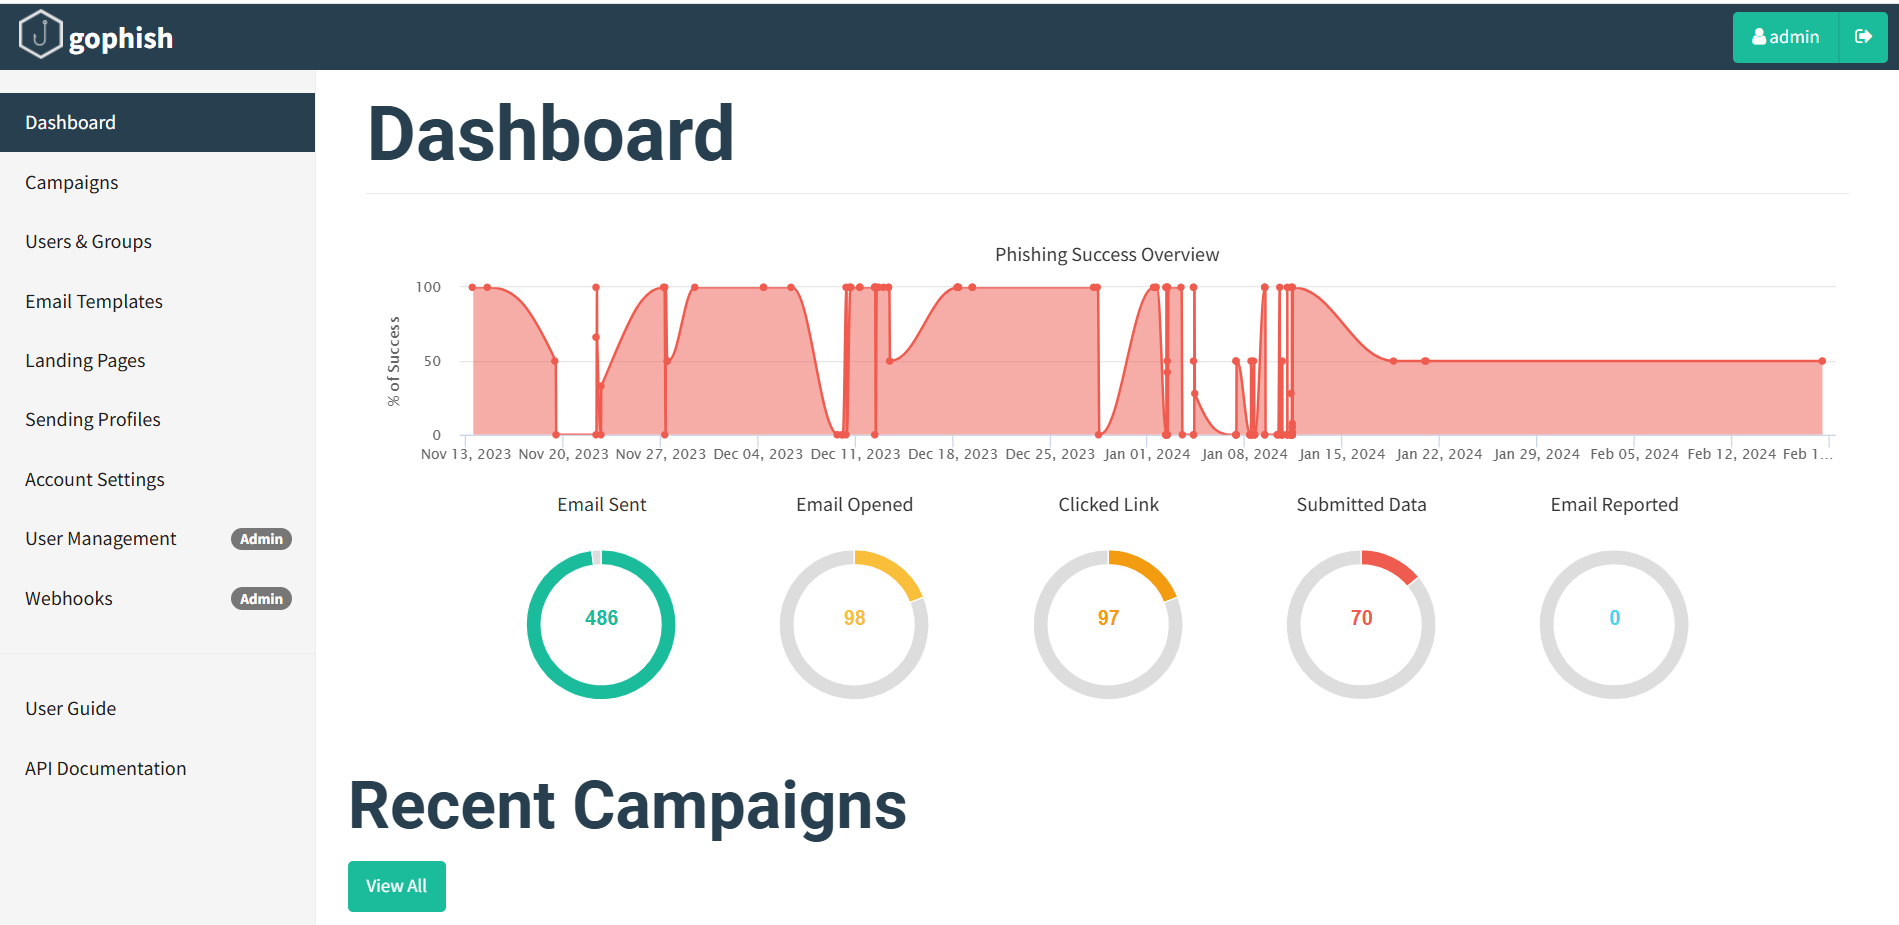 gophish
admin
Dashboard
Campaigns
Users & Groups
Email Templates
Landing Pages
Sending Profiles
Account Settings
User Management Admin
Webhooks Admin
User Guide
API Documentation
Dashboard
Phishing Success Overview
% of Success
100
50
0
Nov 13, 2023 Nov 20, 2023 Nov 27, 2023 Dec 04, 2023 Dec 11, 2023 Dec 18, 2023 Dec 25, 2023 Jan 01, 2024 Jan 08, 2024 Jan 15, 2024 Jan 22, 2024 Jan 29, 2024 Feb 05, 2024 Feb 12, 2024 Feb 1...
Email Sent Email Opened Clicked Link Submitted Data Email Reported
486 98 97 70 0
Recent Campaigns
View All